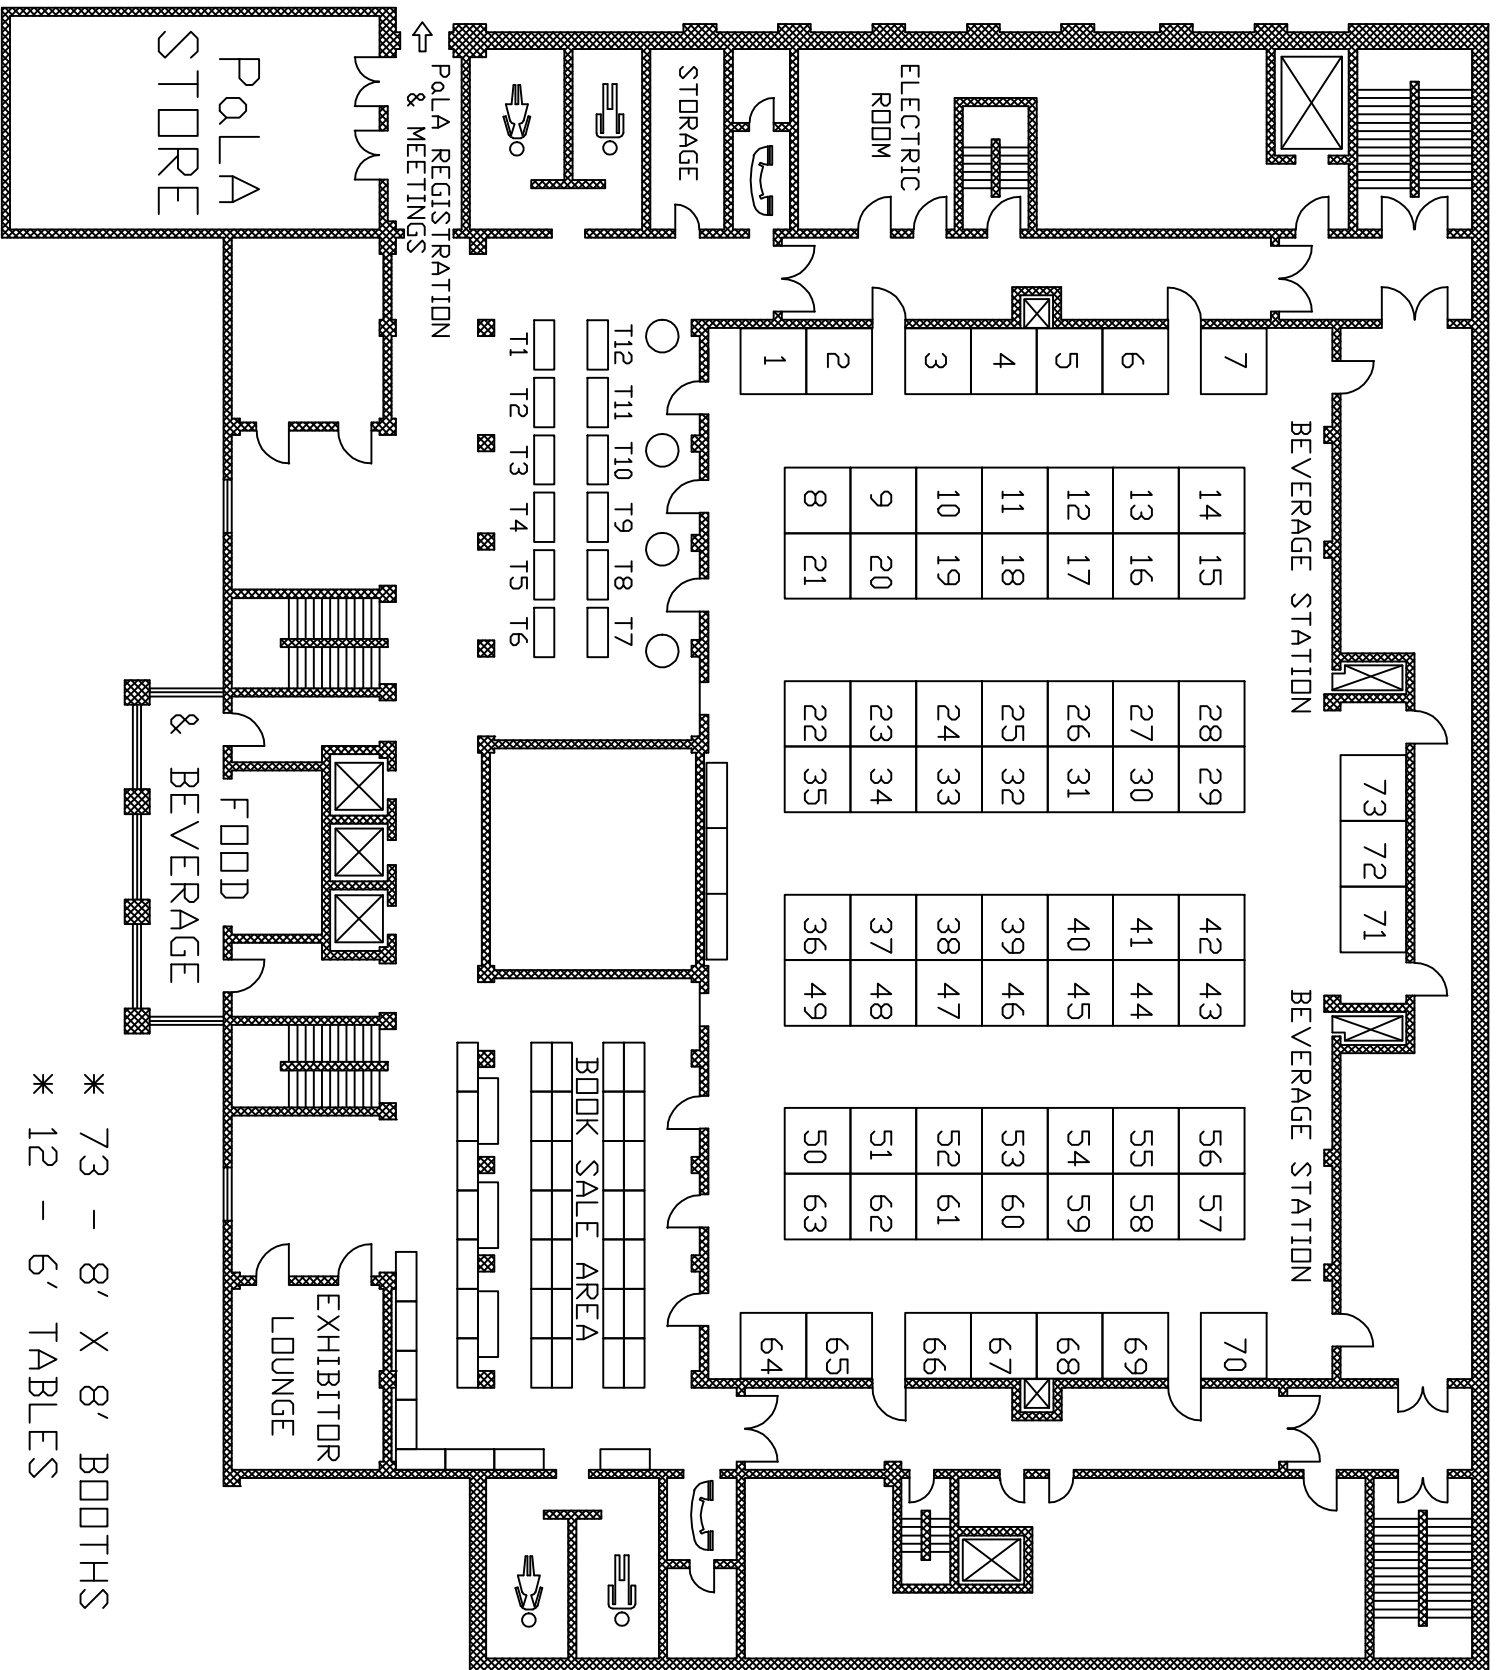 73 72 71
BEVERAGE STATION
BEVERAGE STATION
7 14 15 28 29 42 43 56 57 70
6 13 16 27 30 41 44 55 58 69
5 12 17 26 31 40 45 54 59 68
4 11 18 25 32 39 46 53 60 67
ELECTRIC
ROOM
3 10 19 24 33 38 47 52 61 66
2 9 20 23 34 37 48 51 62 65
1 8 21 22 35 36 49 50 63 64
STORAGE
T12 T11 T10 T9 T8 T7
BOOK SALE AREA
T1 T2 T3 T4 T5 T6
PaLA REGISTRATION
& MEETINGS
EXHIBITOR
LOUNGE
PaLA
STORE
FOOD
& BEVERAGE
* 73 - 8' X 8' BOOTHS
* 12 - 6' TABLES